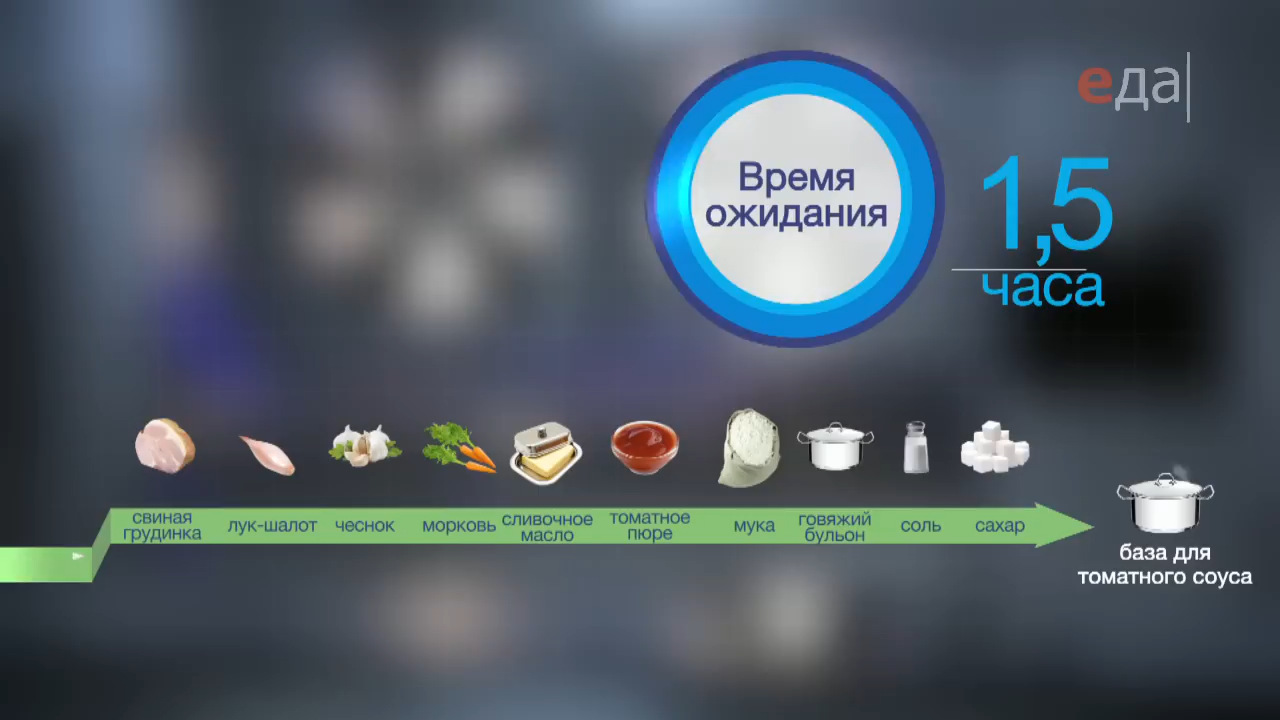 еда
Время
ожидания
1,5
часа
свиная
грудинка
лук-шалот
чеснок
морковь
сливочное
масло
томатное
пюре
мука
говяжий
бульон
соль
сахар
база для
томатного соуса